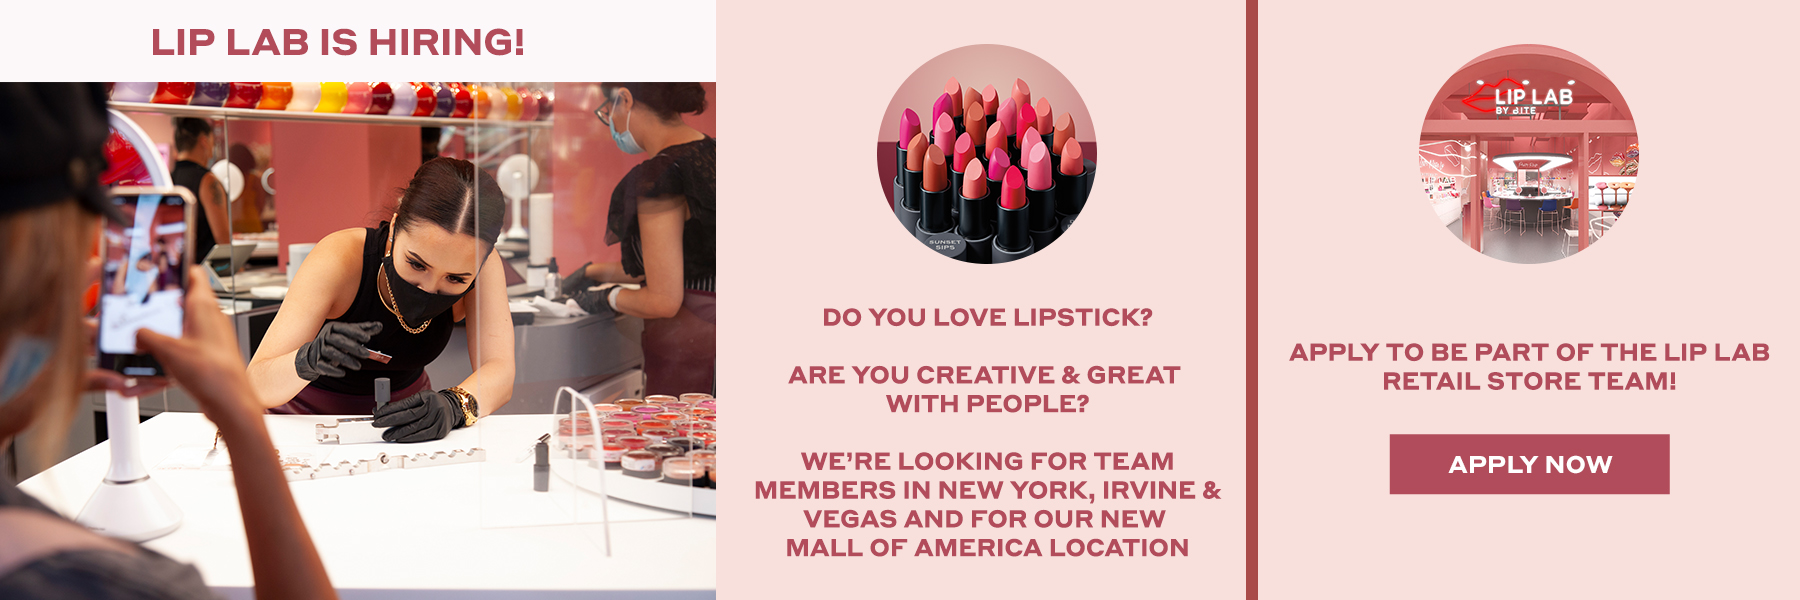 LIP LAB IS HIRING!
SUNSET
SIPS
DO YOU LOVE LIPSTICK?
ARE YOU CREATIVE & GREAT
WITH PEOPLE?
WE'RE LOOKING FOR TEAM
MEMBERS IN NEW YORK, IRVINE &
VEGAS AND FOR OUR NEW
MALL OF AMERICA LOCATION
LIP LAB
BY BITE
APPLY TO BE PART OF THE LIP LAB
RETAIL STORE TEAM!
APPLY NOW